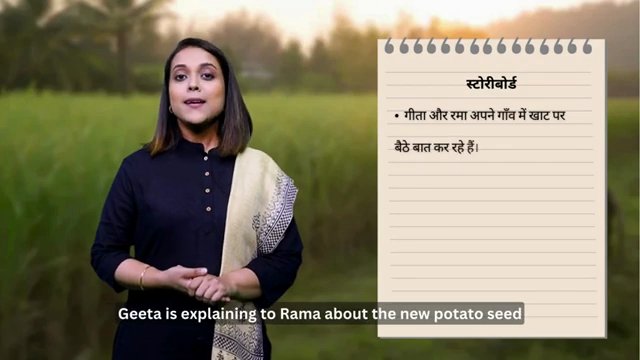 स्टोरीबोर्ड
• गीता और रमा अपने गाँव में खाट पर
बैठे बात कर रहे हैं।
Geeta is explaining to Rama about the new potato seed